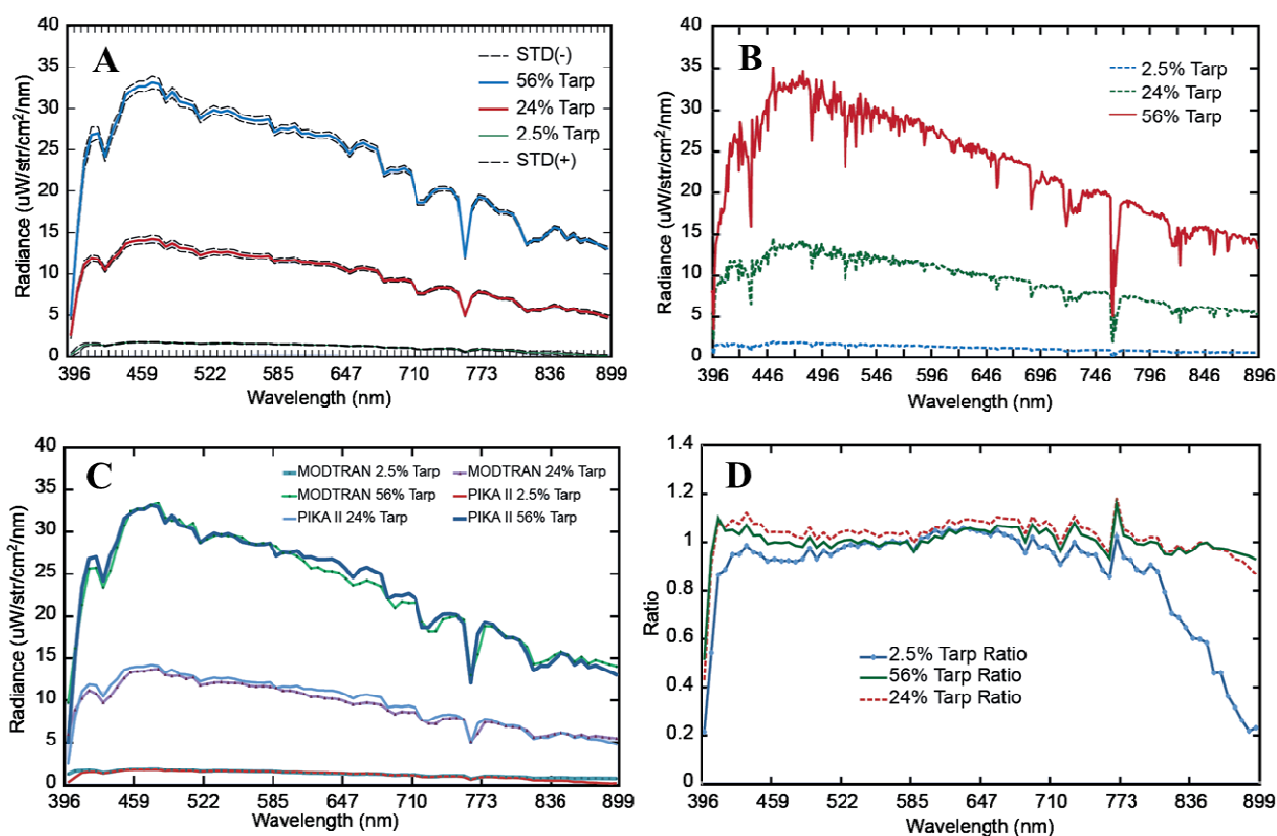 A
Radiance (uW/str/cm²/nm)
40
35
30
25
20
15
10
5
0
STD(-)
56% Tarp
24% Tarp
2.5% Tarp
STD(+)
396 459 522 585 647 710 773 836 899
Wavelength (nm)
B
Radiance (uW/str/cm²/nm)
40
35
30
25
20
15
10
5
0
2.5% Tarp
24% Tarp
56% Tarp
396 446 496 546 596 646 696 746 796 846 896
Wavelength (nm)
C
Radiance (uW/str/cm²/nm)
40
35
30
25
20
15
10
5
0
MODTRAN 2.5% Tarp MODTRAN 24% Tarp
MODTRAN 56% Tarp PIKA II 2.5% Tarp
PIKA II 24% Tarp PIKA II 56% Tarp
396 459 522 585 647 710 773 836 899
Wavelength (nm)
D
Ratio
1.4
1.2
1
0.8
0.6
0.4
0.2
0
2.5% Tarp Ratio
56% Tarp Ratio
24% Tarp Ratio
396 459 522 585 647 710 773 836 899
Wavelength (nm)